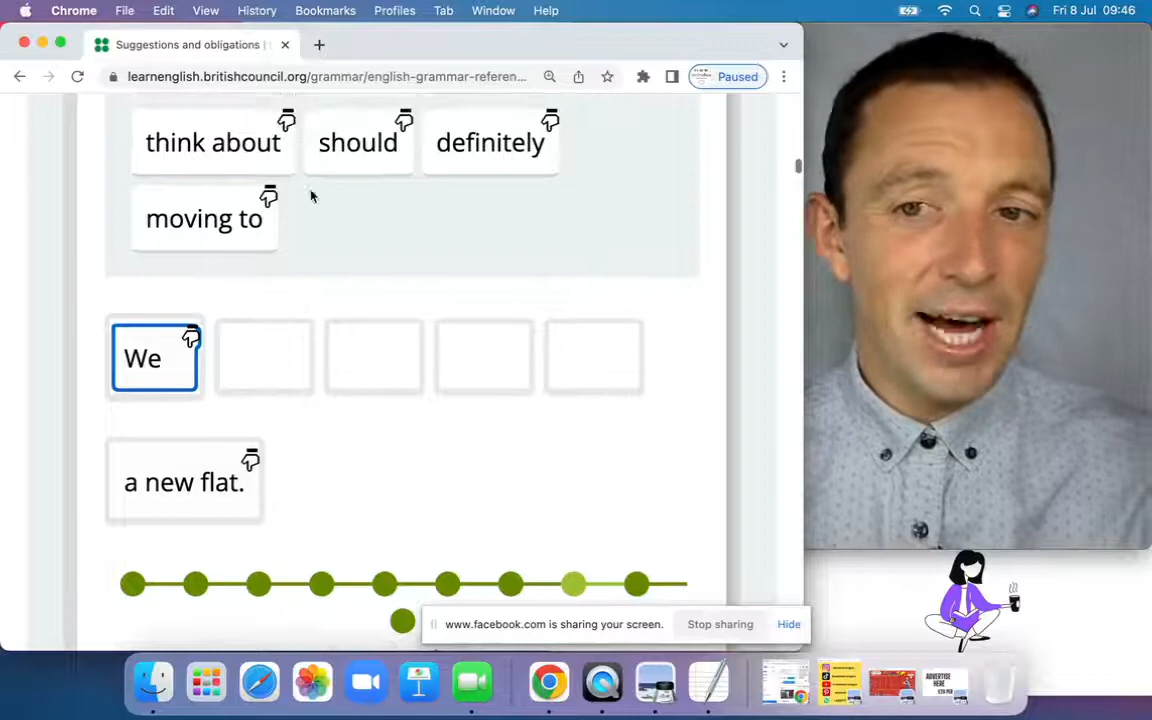 Chrome File Edit View History Bookmarks Profiles Tab Window Help Fri 8 Jul 09:46
Suggestions and obligations |
learnenglish.britishcouncil.org/grammar/english-grammar-referen... Paused
think about should definitely
moving to
We
a new flat.
www.facebook.com is sharing your screen. Stop sharing Hide
ADVERTISE
HERE